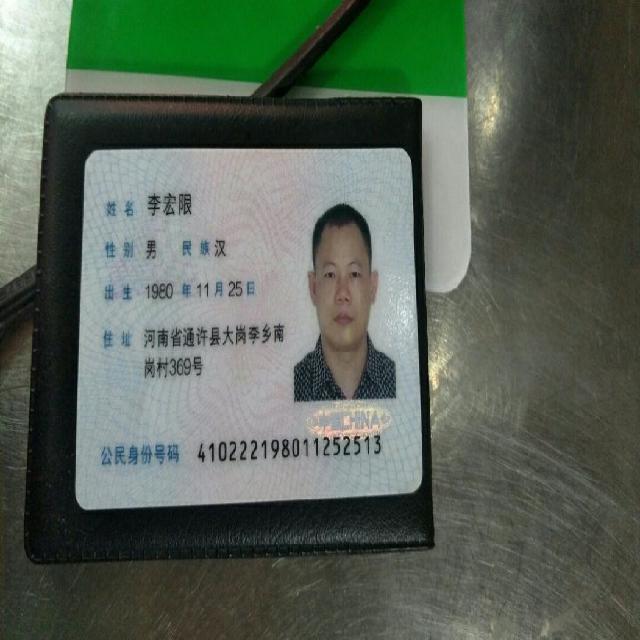 姓名 李宏限
性别 男 民族 汉
出生 1980 年 11 月 25 日
住址 河南省通许县大岗李乡南
岗村369号
公民身份号码 410222198011252513
CHINA